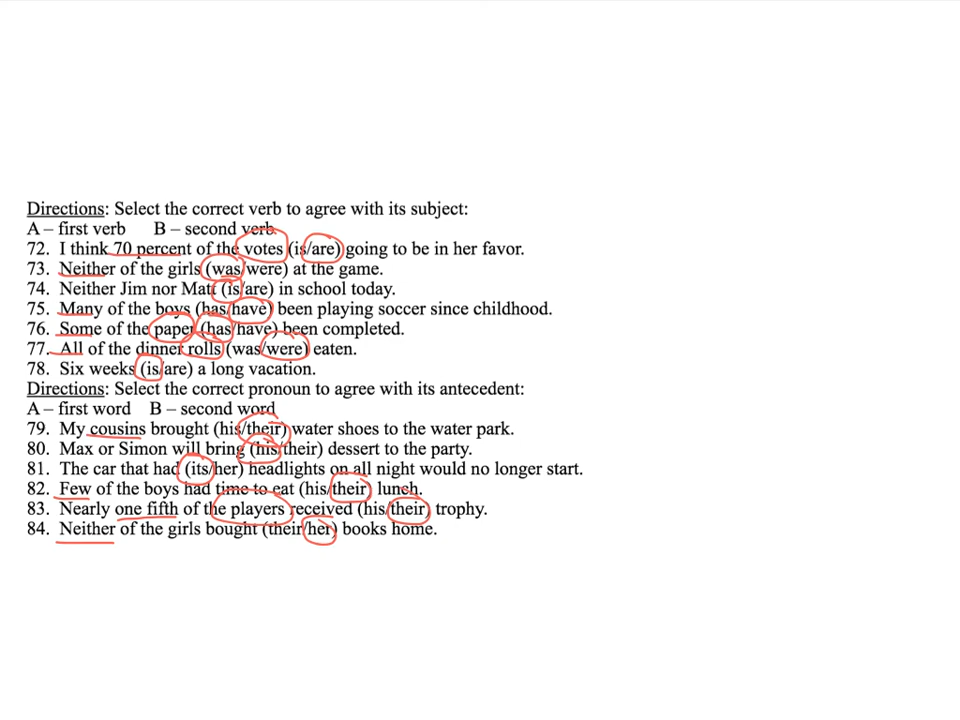 Directions: Select the correct verb to agree with its subject:
A – first verb B – second verb
72. I think 70 percent of the votes (is/are) going to be in her favor.
73. Neither of the girls (was/were) at the game.
74. Neither Jim nor Matt (is/are) in school today.
75. Many of the boys (has/have) been playing soccer since childhood.
76. Some of the paper (has/have) been completed.
77. All of the dinner rolls (was/were) eaten.
78. Six weeks (is/are) a long vacation.
Directions: Select the correct pronoun to agree with its antecedent:
A – first word B – second word
79. My cousins brought (his/their) water shoes to the water park.
80. Max or Simon will bring (his/their) dessert to the party.
81. The car that had (its/her) headlights on all night would no longer start.
82. Few of the boys had time to eat (his/their) lunch.
83. Nearly one fifth of the players received (his/their) trophy.
84. Neither of the girls bought (their/her) books home.